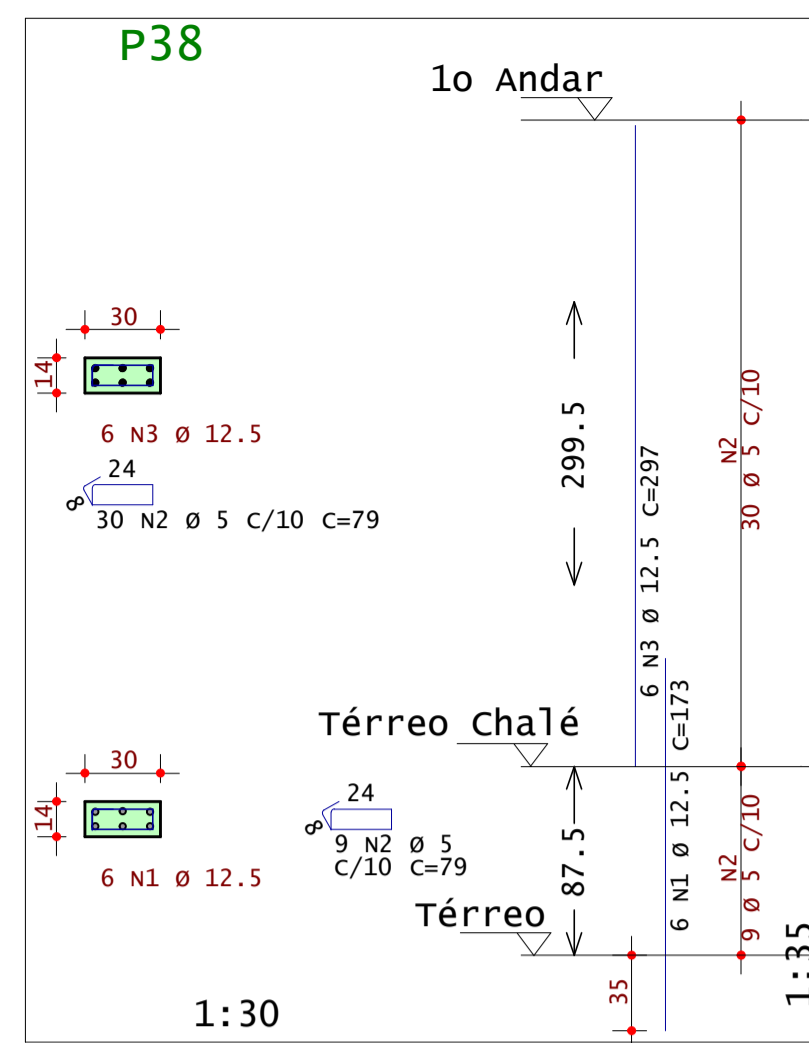 P38
1o Andar
30
14
6 N3 Ø 12.5
24
8
30 N2 Ø 5 C/10 C=79
299.5
6 N3 Ø 12.5 C=297
N2
30 Ø 5 C/10
Térreo Chalé
30
14
6 N1 Ø 12.5
24
8
9 N2 Ø 5
C/10 C=79
87.5
6 N1 Ø 12.5 C=173
N2
9 Ø 5 C/10
Térreo
35
1:30
1:35